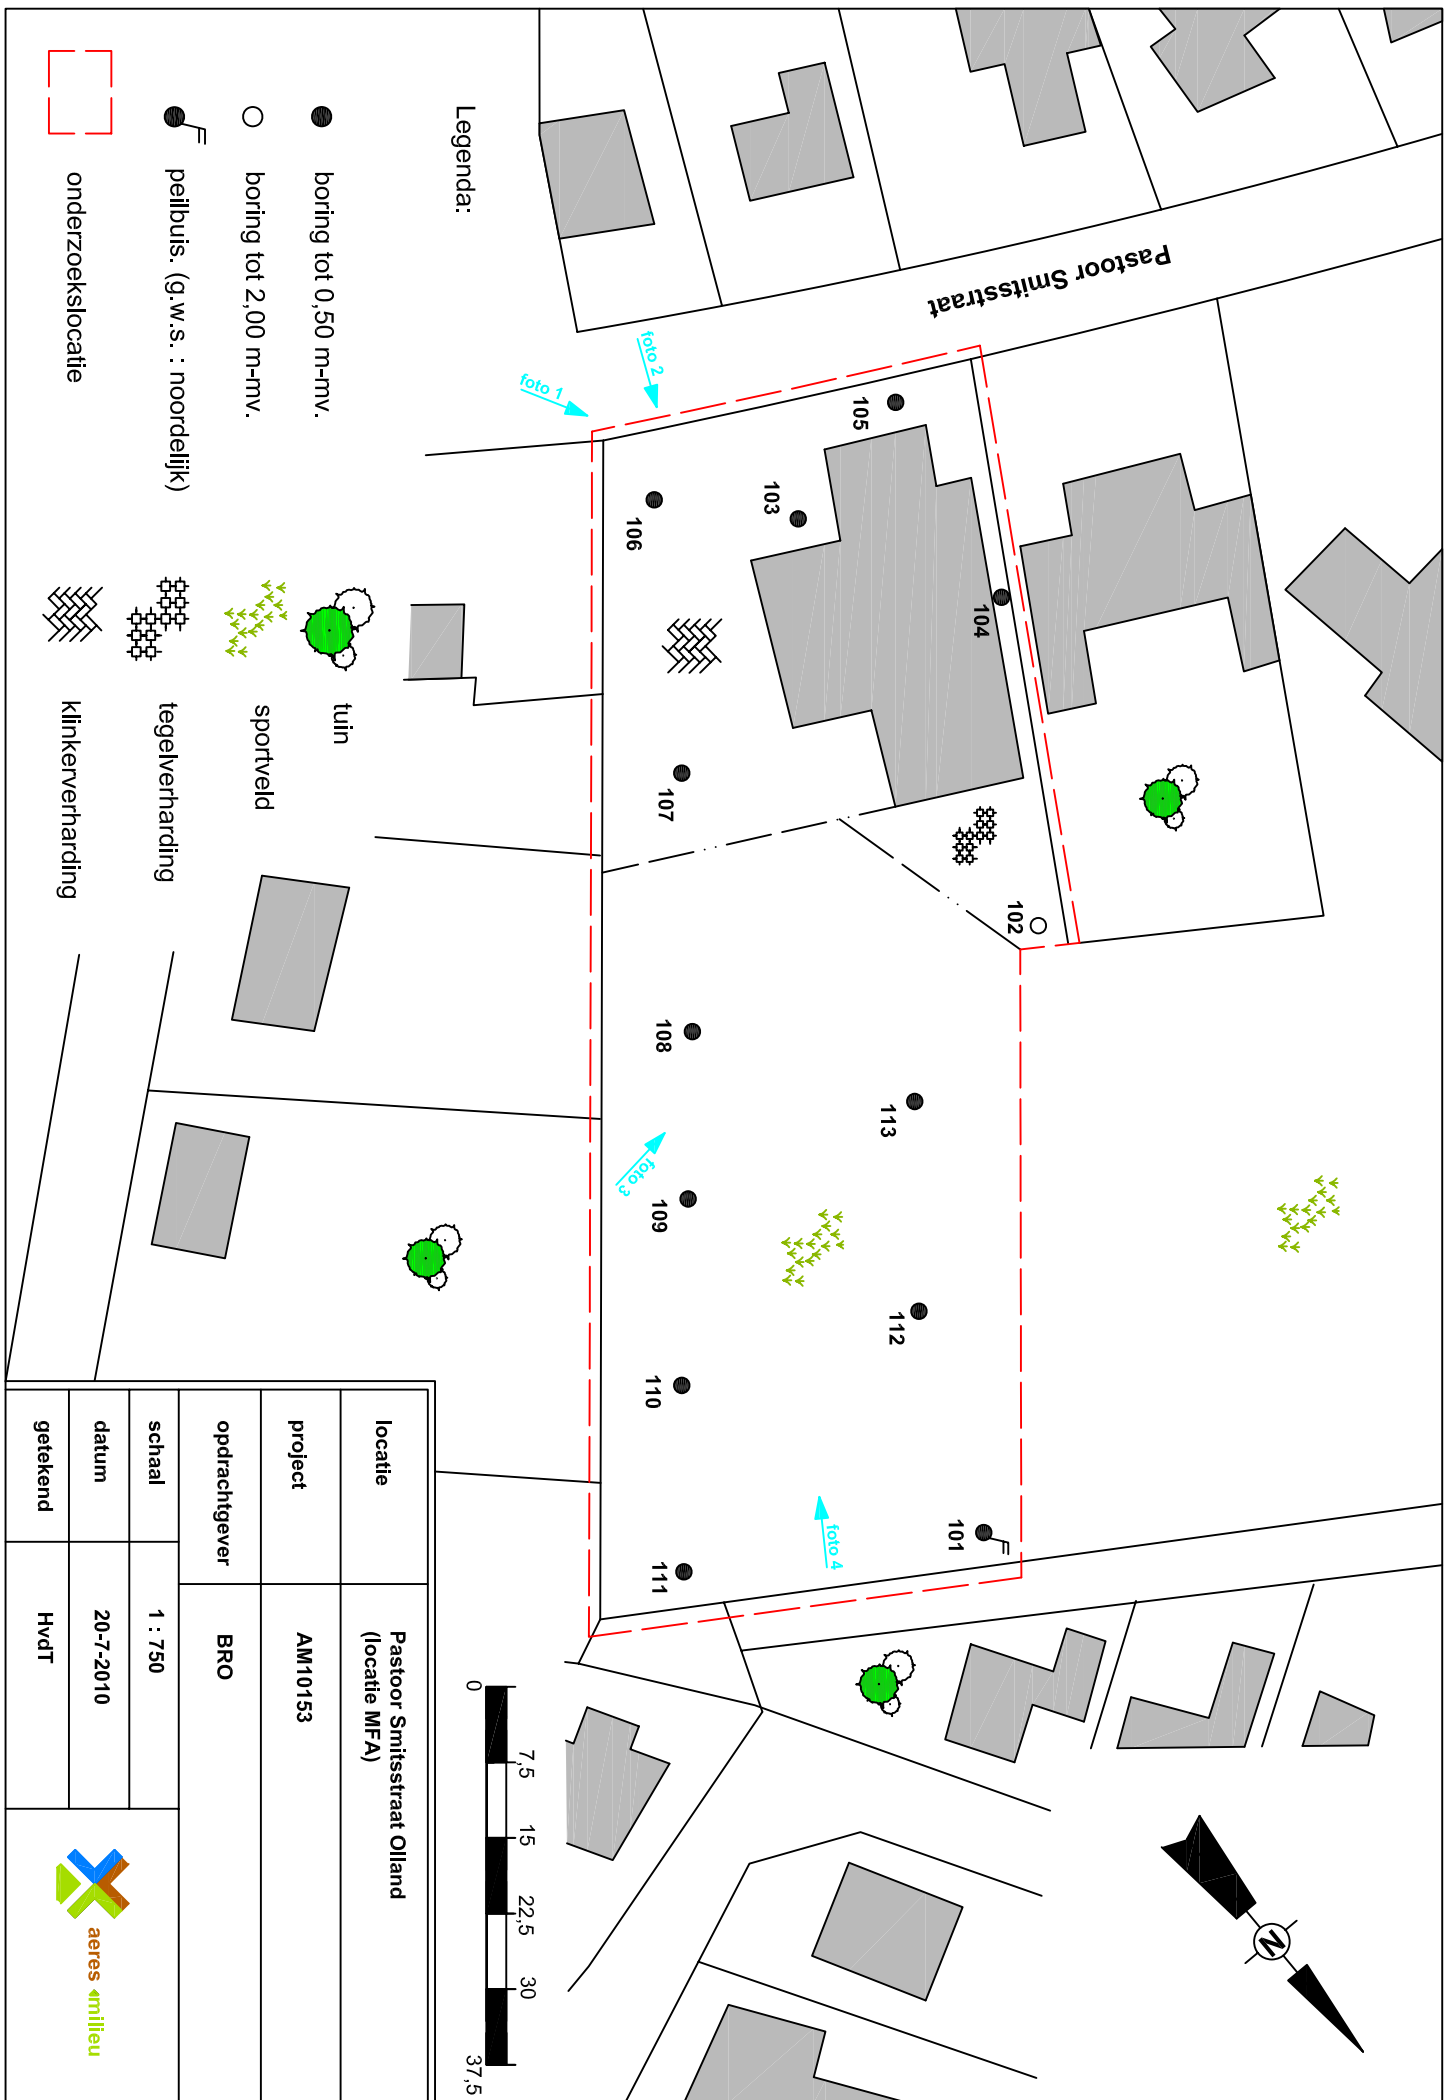 Pastoor Smitsstraat
foto 2
foto 1
105
103
106
104
107
102
108
113
109
foto 3
112
110
101
foto 4
111
N
Legenda:
boring tot 0,50 m-mv.
boring tot 2,00 m-mv.
peilbuis. (g.w.s. : noordelijk)
onderzoekslocatie
tuin
sportveld
tegelverharding
klinkerverharding
0 7,5 15 22,5 30 37,5
locatie Pastoor Smitsstraat Olland
(locatie MFA)
project AM10153
opdrachtgever BRO
schaal 1 : 750
datum 20-7-2010
getekend HvdT
aeres milieu